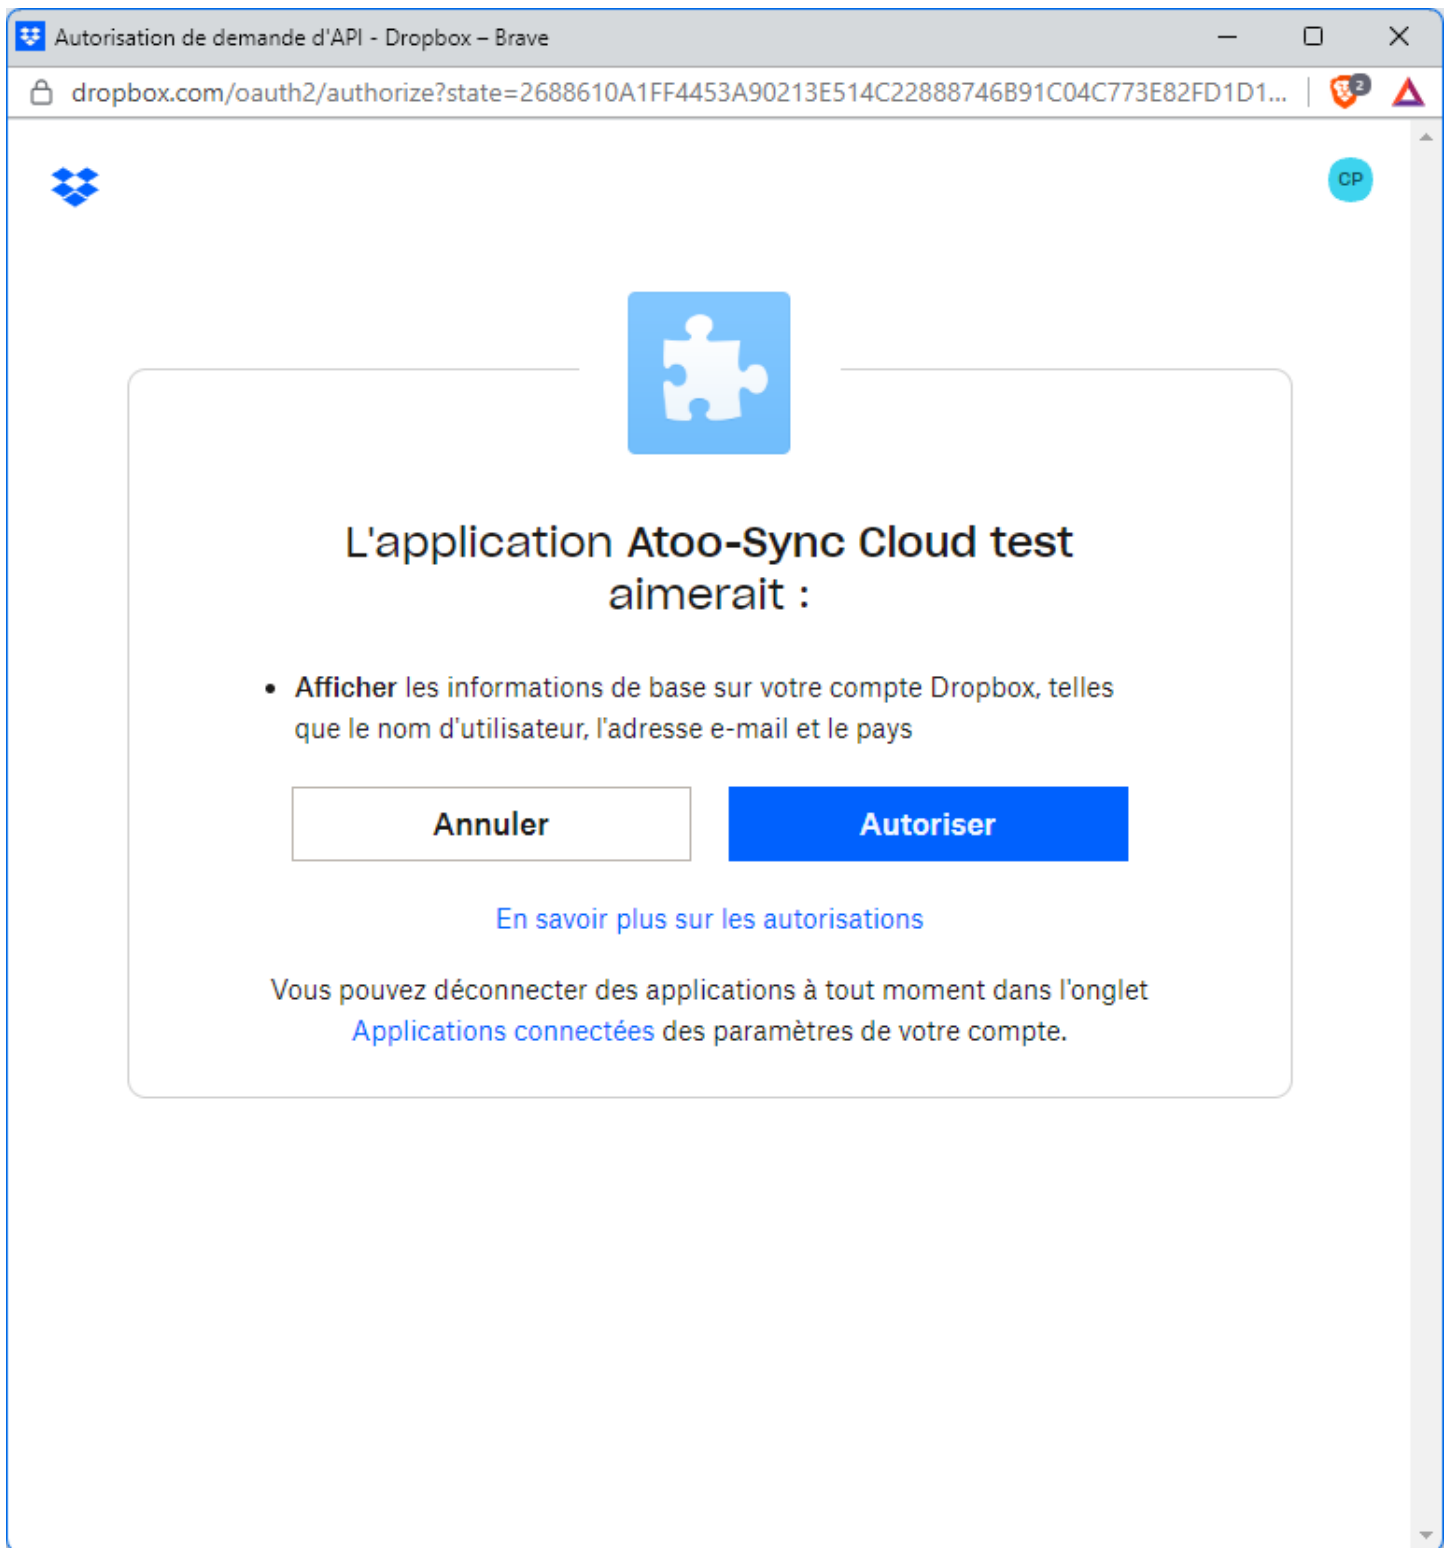 Autorisation de demande d'API - Dropbox – Brave
dropbox.com/oauth2/authorize?state=2688610A1FF4453A90213E514C22888746B91C04C773E82FD1D1...
2
CP
L'application Atoo-Sync Cloud test
aimerait :
• Afficher les informations de base sur votre compte Dropbox, telles
que le nom d'utilisateur, l'adresse e-mail et le pays
Annuler
Autoriser
En savoir plus sur les autorisations
Vous pouvez déconnecter des applications à tout moment dans l'onglet
Applications connectées des paramètres de votre compte.